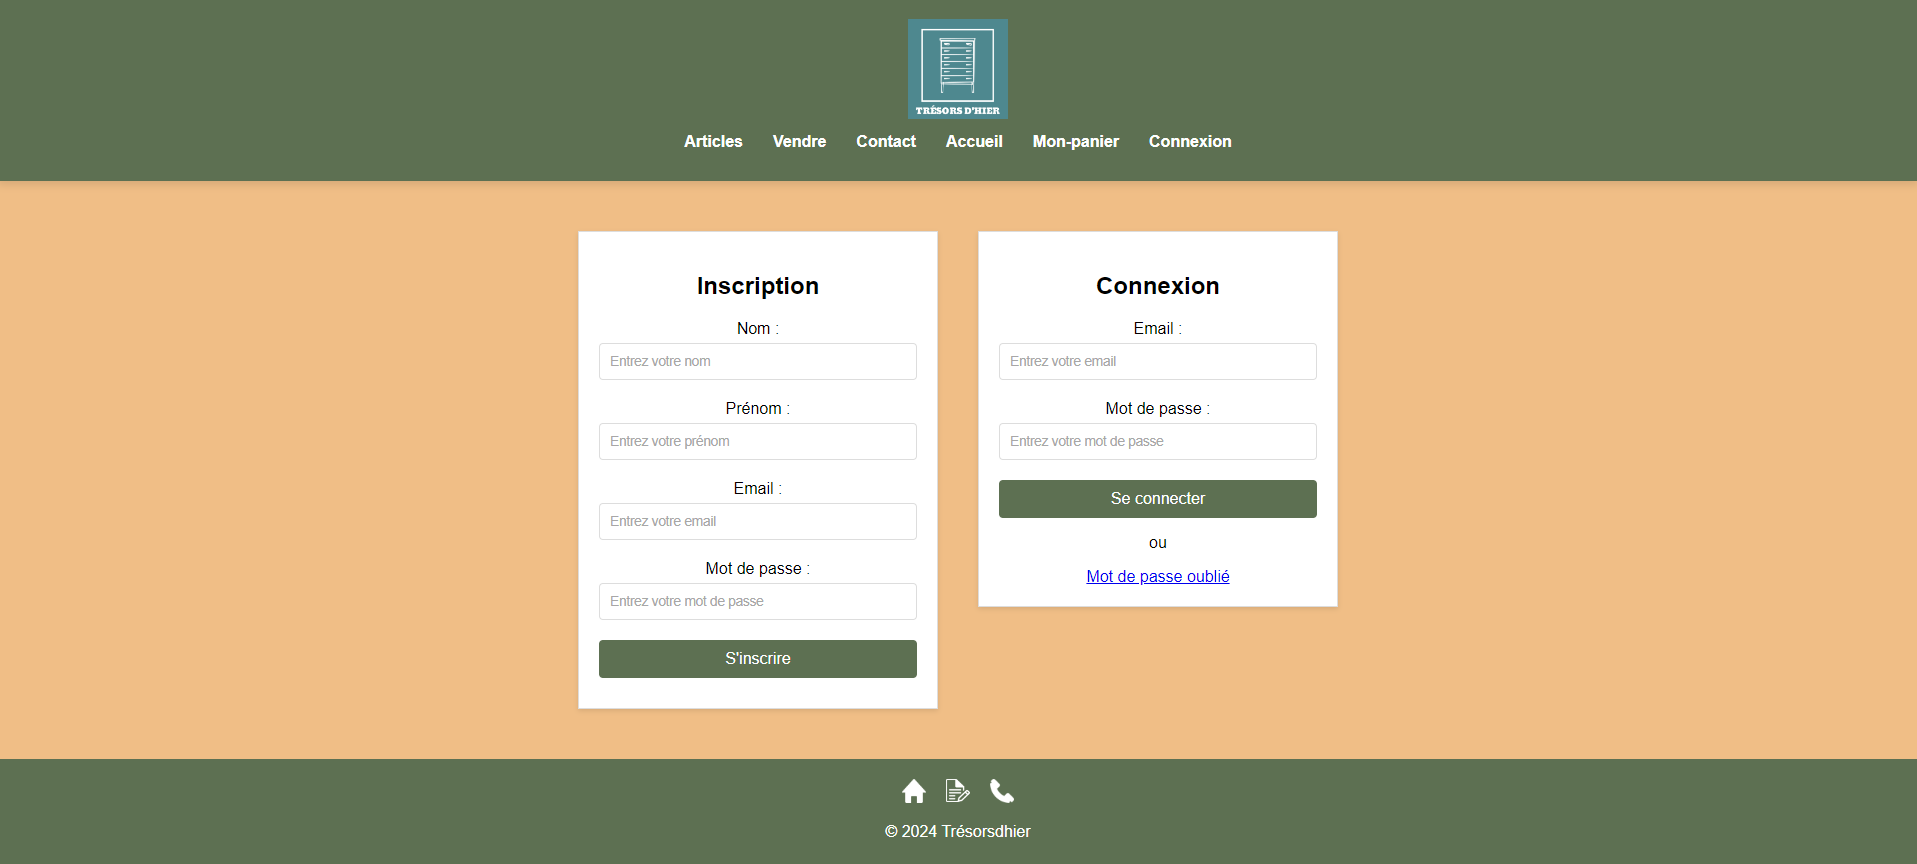 TRÉSORS D'HIER
Articles Vendre Contact Accueil Mon-panier Connexion
Inscription
Nom :
Entrez votre nom
Prénom :
Entrez votre prénom
Email :
Entrez votre email
Mot de passe :
Entrez votre mot de passe
S'inscrire
Connexion
Email :
Entrez votre email
Mot de passe :
Entrez votre mot de passe
Se connecter
ou
Mot de passe oublié
© 2024 Trésorsdhier